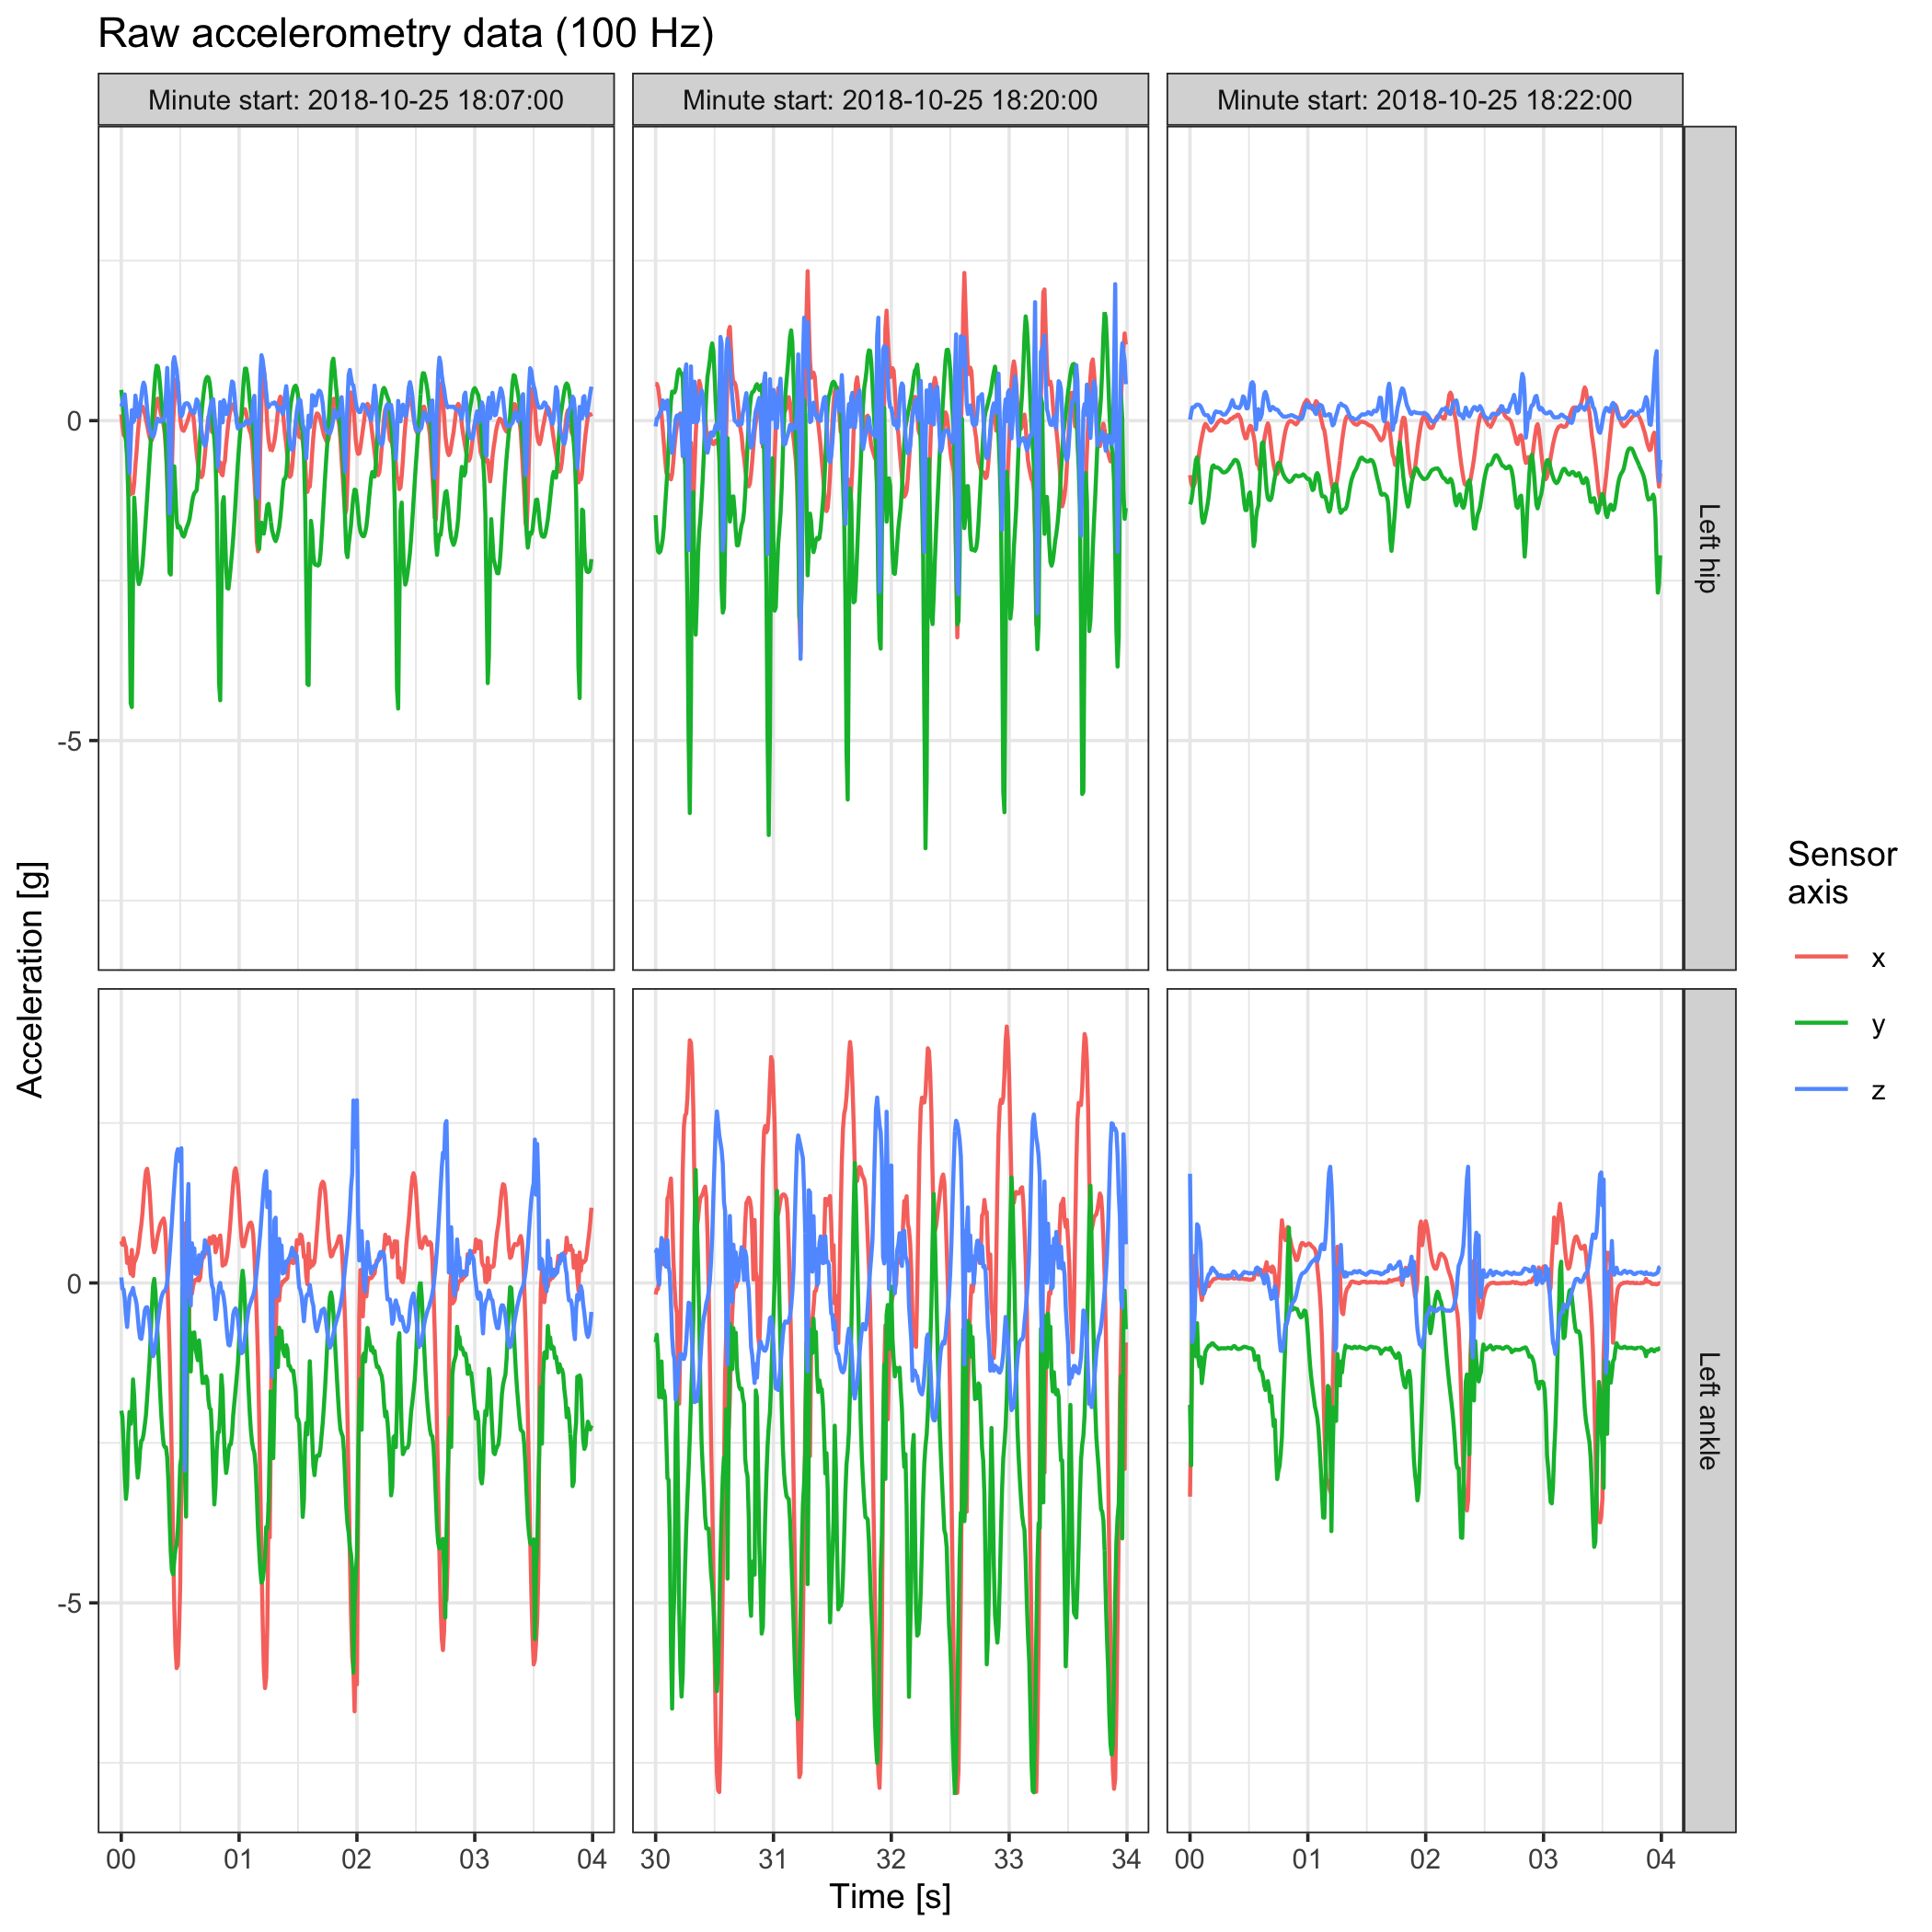 Raw accelerometry data (100 Hz)
Minute start: 2018-10-25 18:07:00
Minute start: 2018-10-25 18:20:00
Minute start: 2018-10-25 18:22:00
0
-5
Left hip
Acceleration [g]
0
-5
Left ankle
00 01 02 03 04
30 31 32 33 34
00 01 02 03 04
Time [s]
Sensor
axis
x
y
z